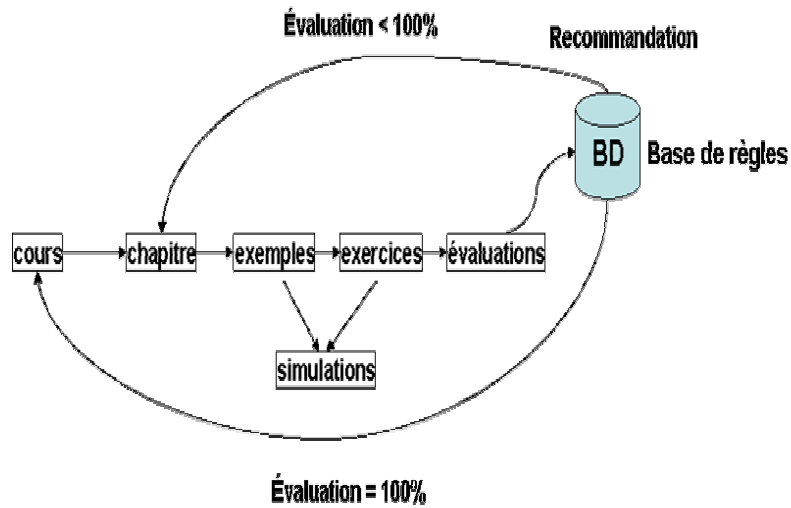 Évaluation < 100%
Recommandation
BD
Base de règles
cours
chapitre
exemples
exercices
évaluations
simulations
Évaluation = 100%